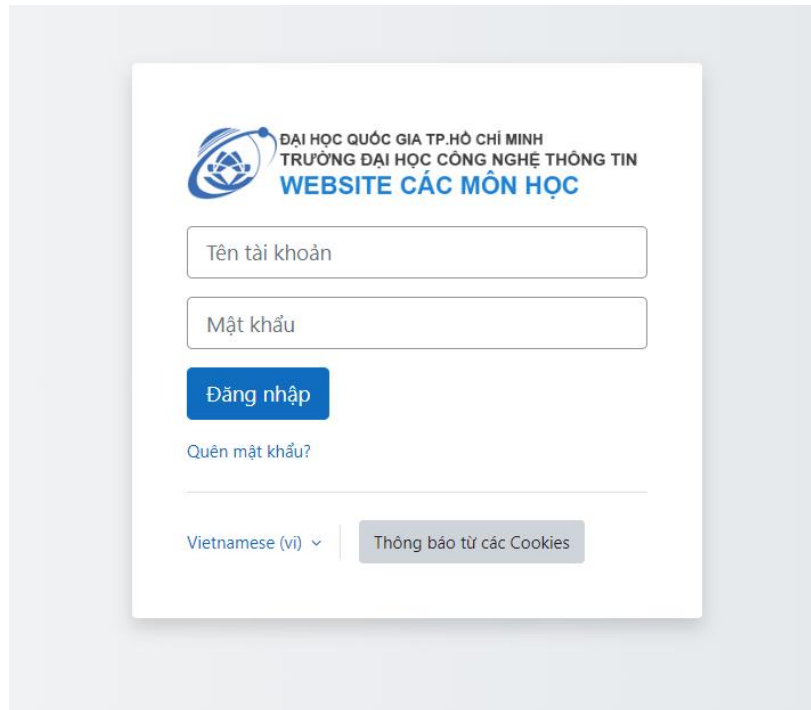 ĐẠI HỌC QUỐC GIA TP.HỒ CHÍ MINH
TRƯỜNG ĐẠI HỌC CÔNG NGHỆ THÔNG TIN
WEBSITE CÁC MÔN HỌC
Tên tài khoản
Mật khẩu
Đăng nhập
Quên mật khẩu?
Vietnamese (vi)
Thông báo từ các Cookies